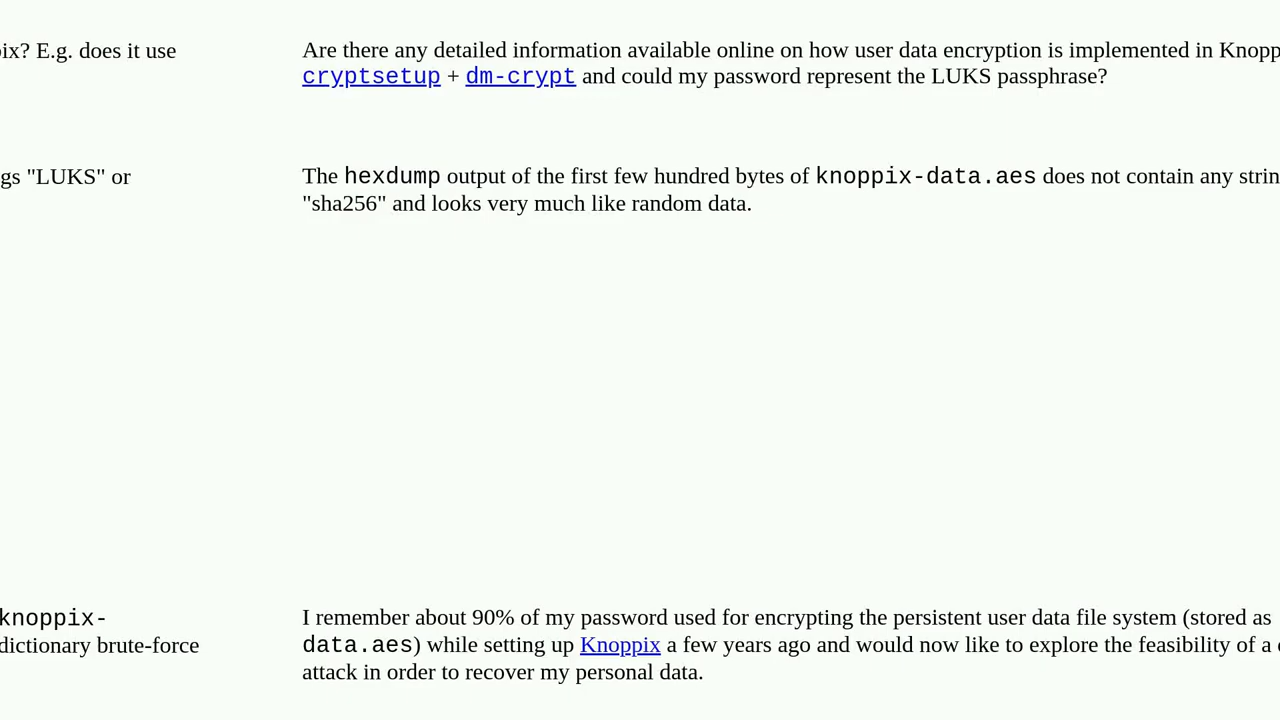 ix? E.g. does it use
Are there any detailed information available online on how user data encryption is implemented in Knopp
cryptsetup + dm-crypt and could my password represent the LUKS passphrase?
gs "LUKS" or
The hexdump output of the first few hundred bytes of knoppix-data.aes does not contain any strin
"sha256" and looks very much like random data.
knoppix-
dictionary brute-force
I remember about 90% of my password used for encrypting the persistent user data file system (stored as
data.aes) while setting up Knoppix a few years ago and would now like to explore the feasibility of a
attack in order to recover my personal data.